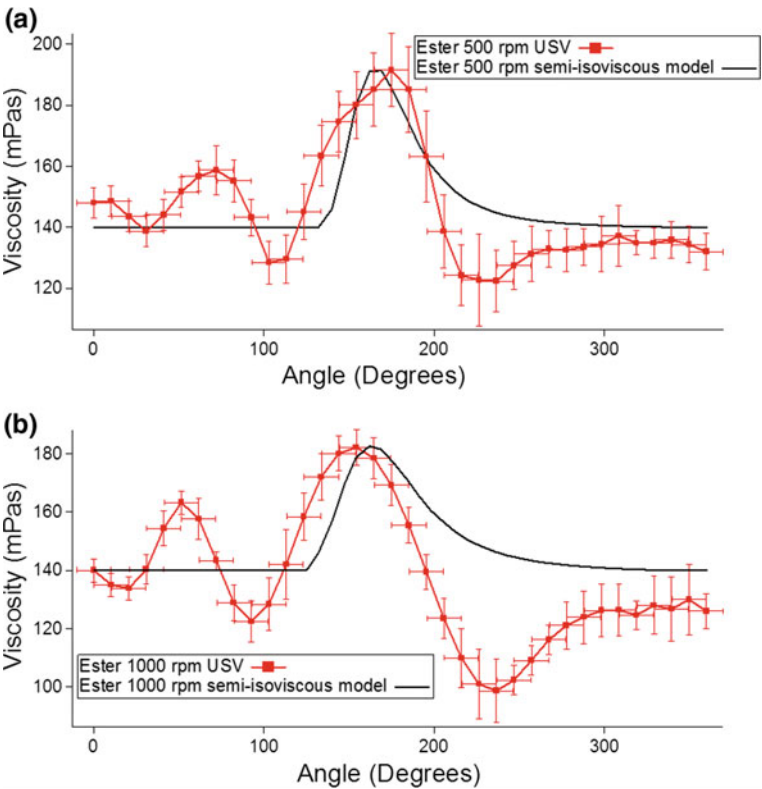 (a)
200
180
160
140
120
Viscosity (mPas)
Ester 500 rpm USV
Ester 500 rpm semi-isoviscous model
0 100 200 300
Angle (Degrees)
(b)
180
160
140
120
100
Viscosity (mPas)
Ester 1000 rpm USV
Ester 1000 rpm semi-isoviscous model
0 100 200 300
Angle (Degrees)